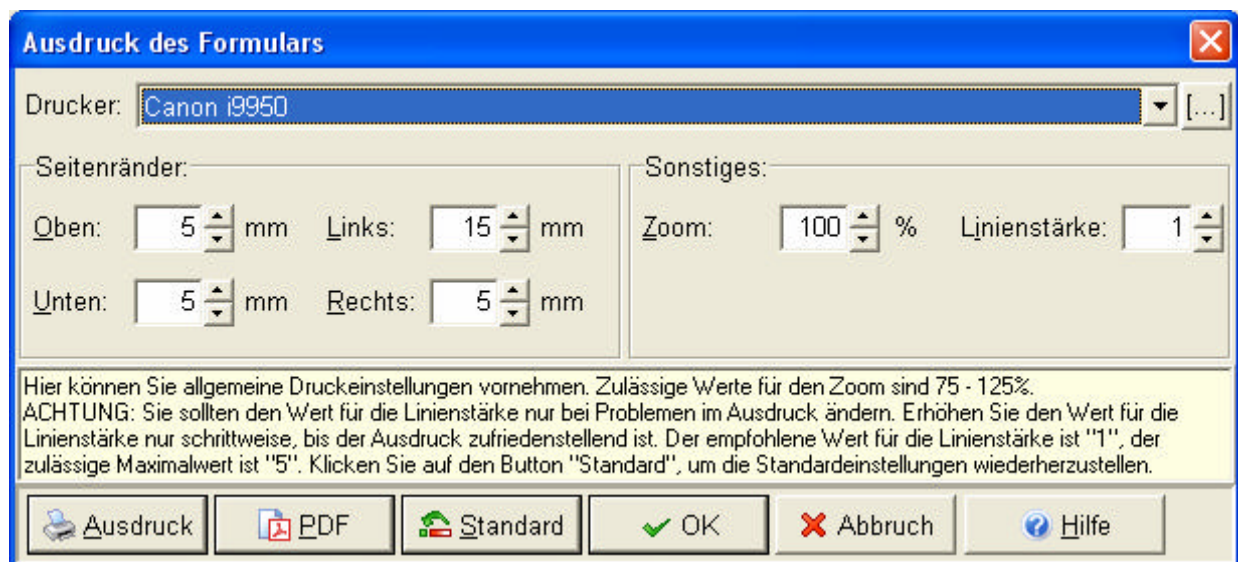 Ausdruck des Formulars
Drucker: Canon i9950 [...]
Seitenränder: Sonstiges:
Oben: 5 mm Links: 15 mm Zoom: 100 % Linienstärke: 1
Unten: 5 mm Rechts: 5 mm
Hier können Sie allgemeine Druckeinstellungen vornehmen. Zulässige Werte für den Zoom sind 75 - 125%.
ACHTUNG: Sie sollten den Wert für die Linienstärke nur bei Problemen im Ausdruck ändern. Erhöhen Sie den Wert für die
Linienstärke nur schrittweise, bis der Ausdruck zufriedenstellend ist. Der empfohlene Wert für die Linienstärke ist "1", der
zulässige Maximalwert ist "5". Klicken Sie auf den Button "Standard", um die Standardeinstellungen wiederherzustellen.
Ausdruck PDF Standard OK Abbruch Hilfe